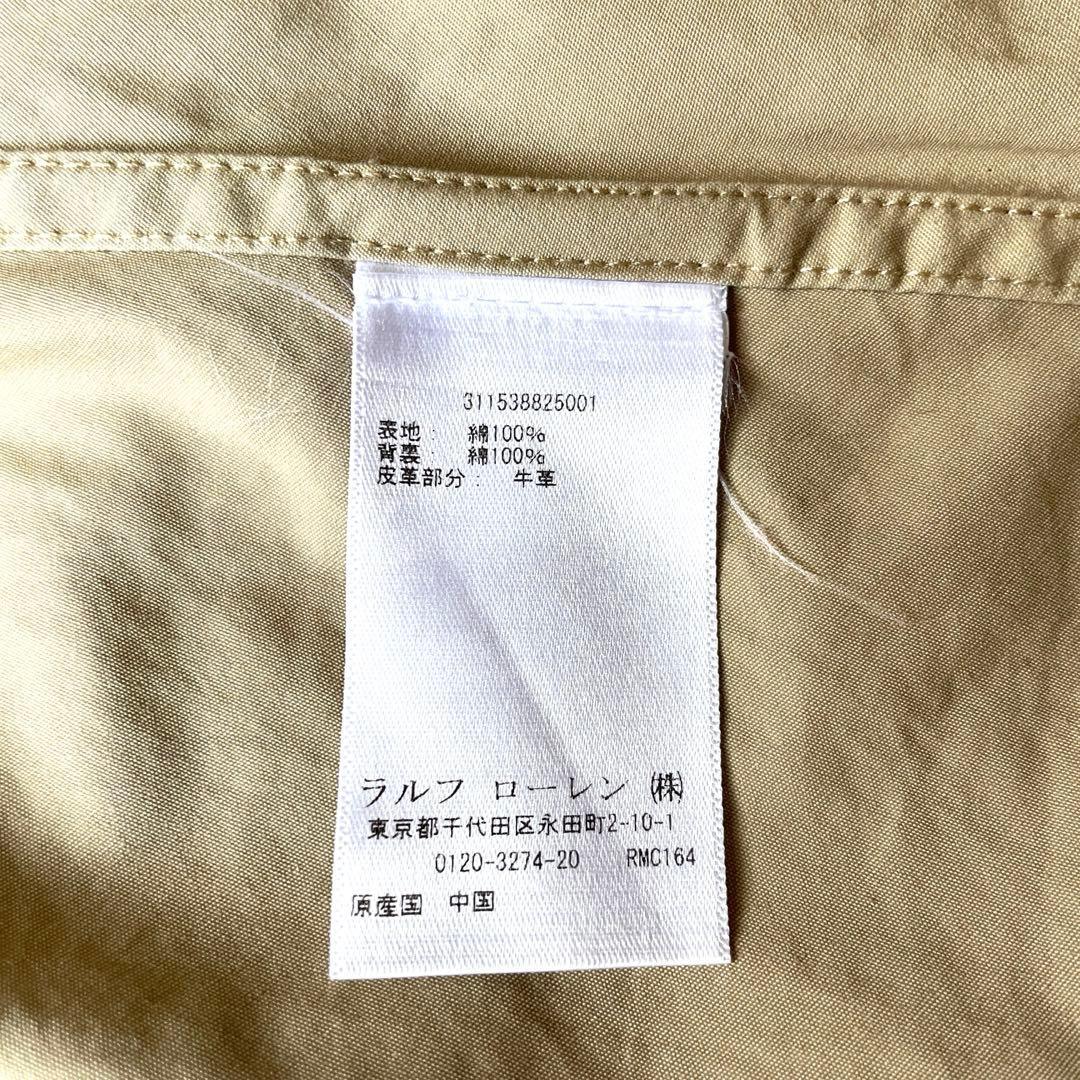 311538825001
表地： 綿100%
背裏： 綿100%
皮革部分： 牛革
ラルフ ローレン ㈱
東京都千代田区永田町2-10-1
0120-3274-20 RMC164
原産国 中国